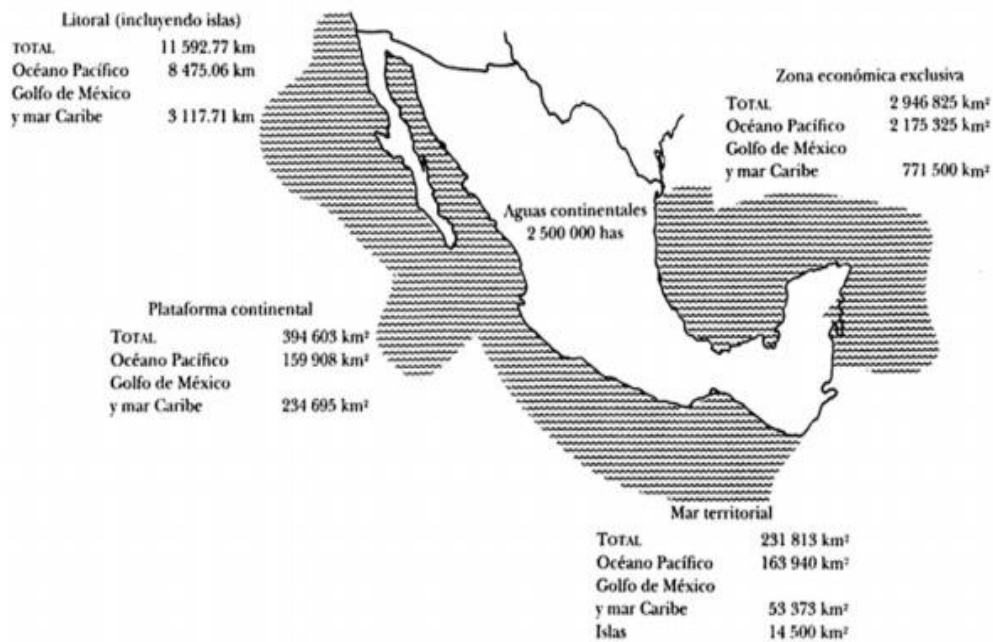 Litoral (incluyendo islas)
TOTAL 11 592.77 km
Océano Pacífico 8 475.06 km
Golfo de México
y mar Caribe 3 117.71 km
Zona económica exclusiva
TOTAL 2 946 825 km²
Océano Pacífico 2 175 325 km²
Golfo de México
y mar Caribe 771 500 km²
Aguas continentales
2 500 000 has
Plataforma continental
TOTAL 394 603 km²
Océano Pacífico 159 908 km²
Golfo de México
y mar Caribe 234 695 km²
Mar territorial
TOTAL 231 813 km²
Océano Pacífico 163 940 km²
Golfo de México
y mar Caribe 53 373 km²
Islas 14 500 km²